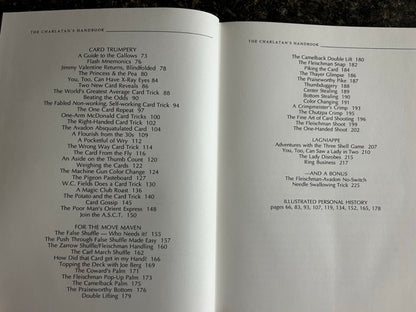 THE CHARLATAN'S HANDBOOK
CARD TRUMPERY
A Guide to the Gallows 73
Flash Mnemonics 76
Jimmy Valentine Returns, Blindfolded 78
The Princess & the Pea 80
You, Too, Can Have X-Ray Eyes 84
Two New Card Reveals 86
The World's Greatest Average Card Trick 88
Beating the Odds 90
The Fabled Non-working, Self-working Card Trick 94
The One Card Repeat 97
One-Arm McDonald Card Tricks 100
The Right-Handed Card Trick 102
The Avadon Absquatulated Card 104
A Flourish from the 30s 109
A Pocketful of Wry 112
The Wrong Way Card Trick 114
The Card From the Fly 116
An Aside on the Thumb Count 120
Weighing the Cards 122
The Machine Gun Color Change 124
The Pigeon Pasteboard 127
W.C. Fields Does a Card Trick 130
A Magic Club Roast 136
The Potato and the Card Trick 140
Card Gossip 145
The Poor Man's Orient Express 148
Join the A.S.C.T. 150
FOR THE MOVE MAVEN
The False Shuffle — Who Needs it? 155
The Push Through False Shuffle Made Easy 157
The Zarrow Shuffle/Fleischman Handling 160
The Carl March Shuffle 162
How Did that Card get in my Hand? 166
Topping the Deck with Joe Berg 169
The Coward's Palm 171
The Fleischman Pop-Up Palm 173
The Camelback Palm 175
The Praiseworthy Bottom 176
Double Lifting 179
THE CHARLATAN'S HANDBOOK
The Camelback Double Lift 180
The Fleischman Snap 182
Piking the Card 184
The Thayer Glimpse 186
The Praiseworthy Pike 187
Thumbduggery 188
Center Stealing 189
Bottom Stealing 190
Color Changing 191
A Crimpmeister's Crimp 193
The Chutzpa Crimp 195
The Fine Art of Card Shooting 196
The Fleischman Shoot 199
The One-Handed Shoot 202
LAGNIAPPE
Adventures with the Three Shell Game 207
You, Too, Can Saw a Lady in Two 210
The Lady Disrobes 215
Ring Business 217
—AND A BONUS
The Fleischman-Avadon No-Switch
Needle Swallowing Trick 225
ILLUSTRATED PERSONAL HISTORY
pages 66, 83, 93, 107, 119, 134, 152, 165, 178